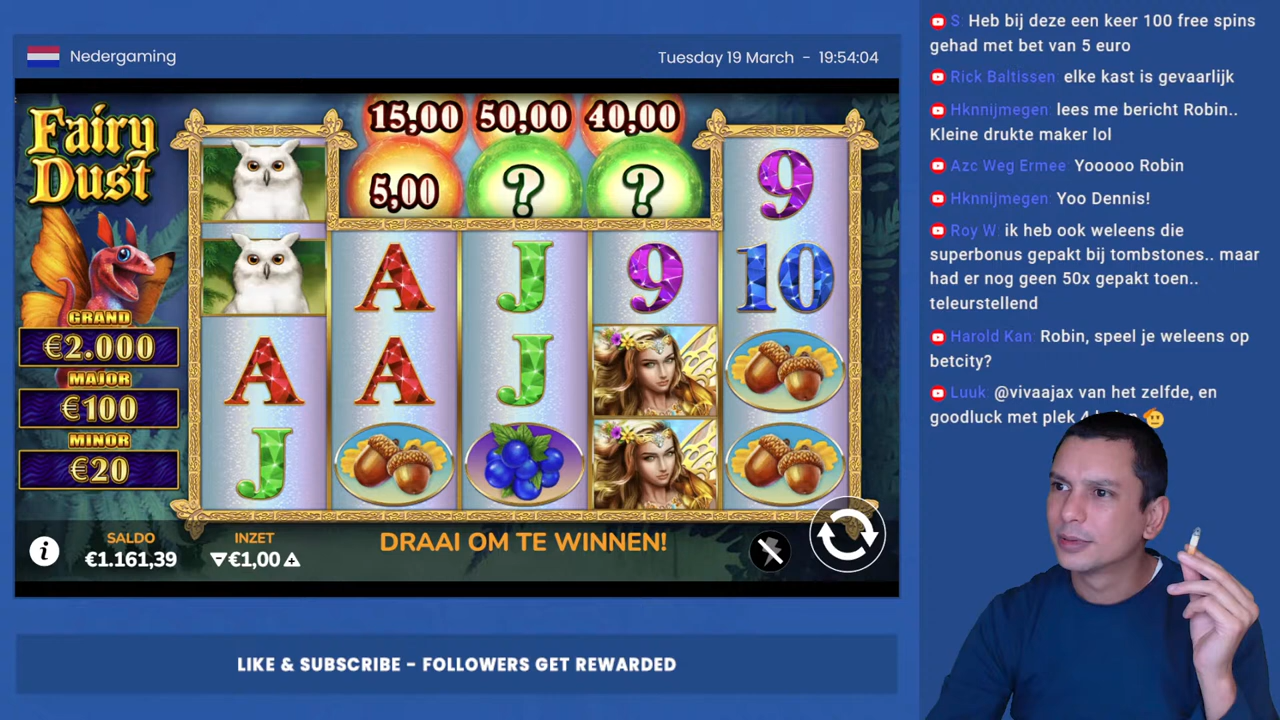 Nedergaming
Tuesday 19 March - 19:54:04
Fairy
Dust
15,00 50,00 40,00
5,00 ? ?
9
A J 9 10
A A J
J
GRAND
€2.000
MAJOR
€100
MINOR
€20
SALDO
€1.161,39
INZET
€1,00
DRAAI OM TE WINNEN!
LIKE & SUBSCRIBE - FOLLOWERS GET REWARDED
S: Heb bij deze een keer 100 free spins
gehad met bet van 5 euro
Rick Baltissen: elke kast is gevaarlijk
Hknnijmegen: lees me bericht Robin..
Kleine drukte maker lol
Azc Weg Ermee: Yooooo Robin
Hknnijmegen: Yoo Dennis!
Roy W: ik heb ook weleens die
superbonus gepakt bij tombstones.. maar
had er nog geen 50x gepakt toen..
teleurstellend
Harold Kan: Robin, speel je weleens op
betcity?
Luuk: @vivaajax van het zelfde, en
goodluck met plek 4